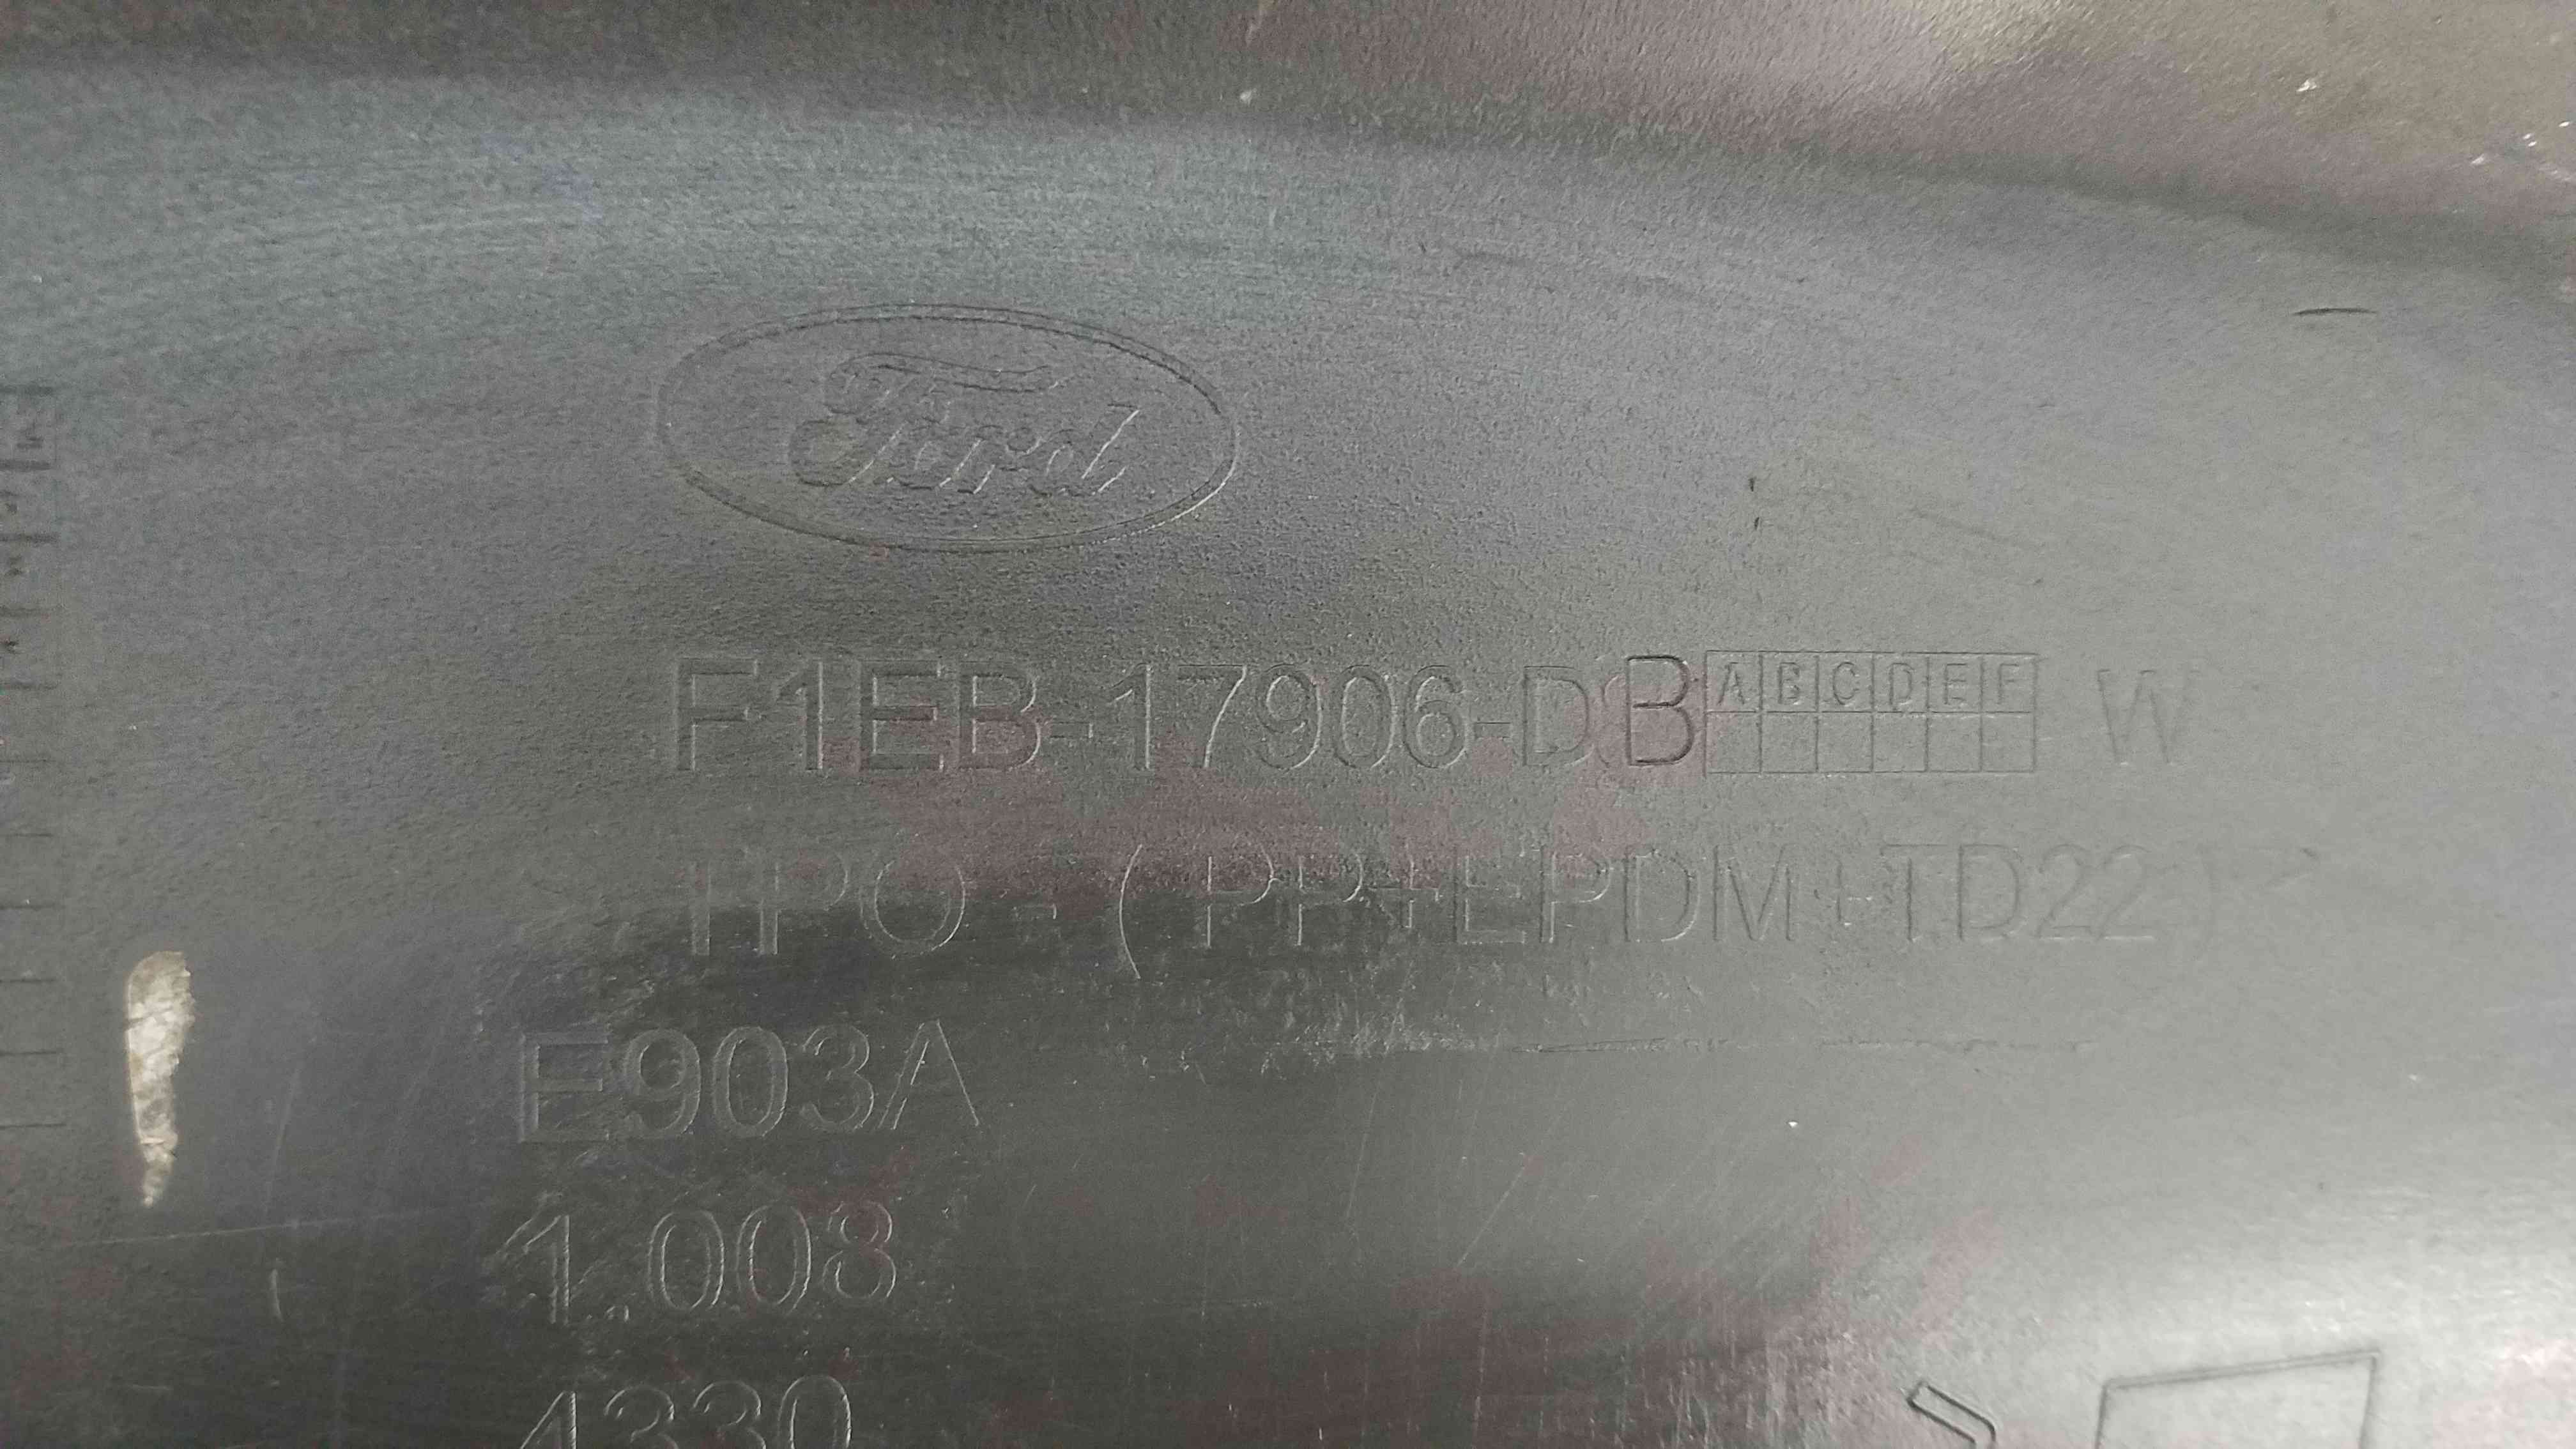 Ford
F1EB-17906-DB A B C D E F W
TPO - ( PP+EPDM+TD22 )
E903A
1.008
4330